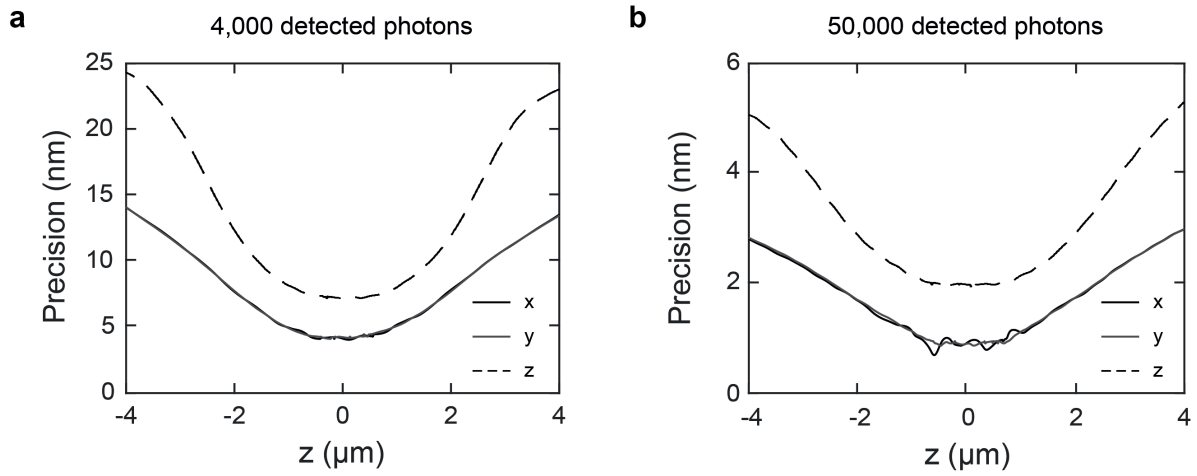 a
4,000 detected photons
Precision (nm)
25
20
15
10
5
0
-4
-2
0
2
4
z (μm)
x
y
z
b
50,000 detected photons
Precision (nm)
6
4
2
0
-4
-2
0
2
4
z (μm)
x
y
z